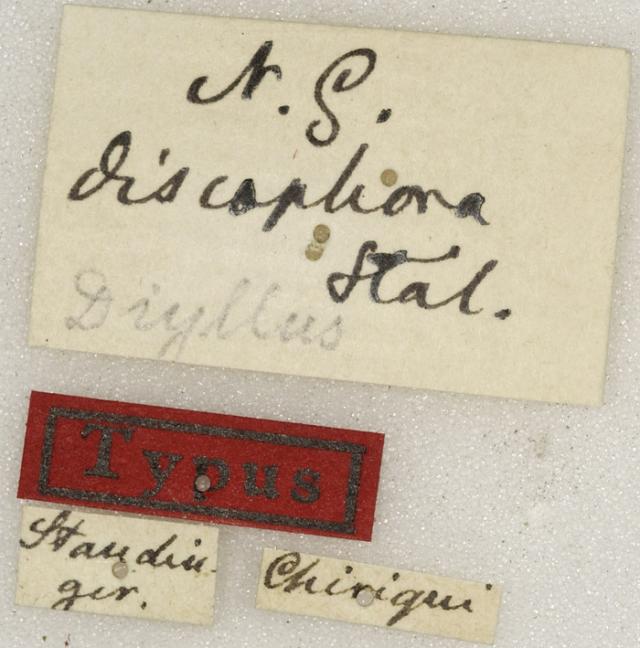 N. G.
discophora
Stål.
Diyllus
Typus
Staudin-
ger.
Chiriqui